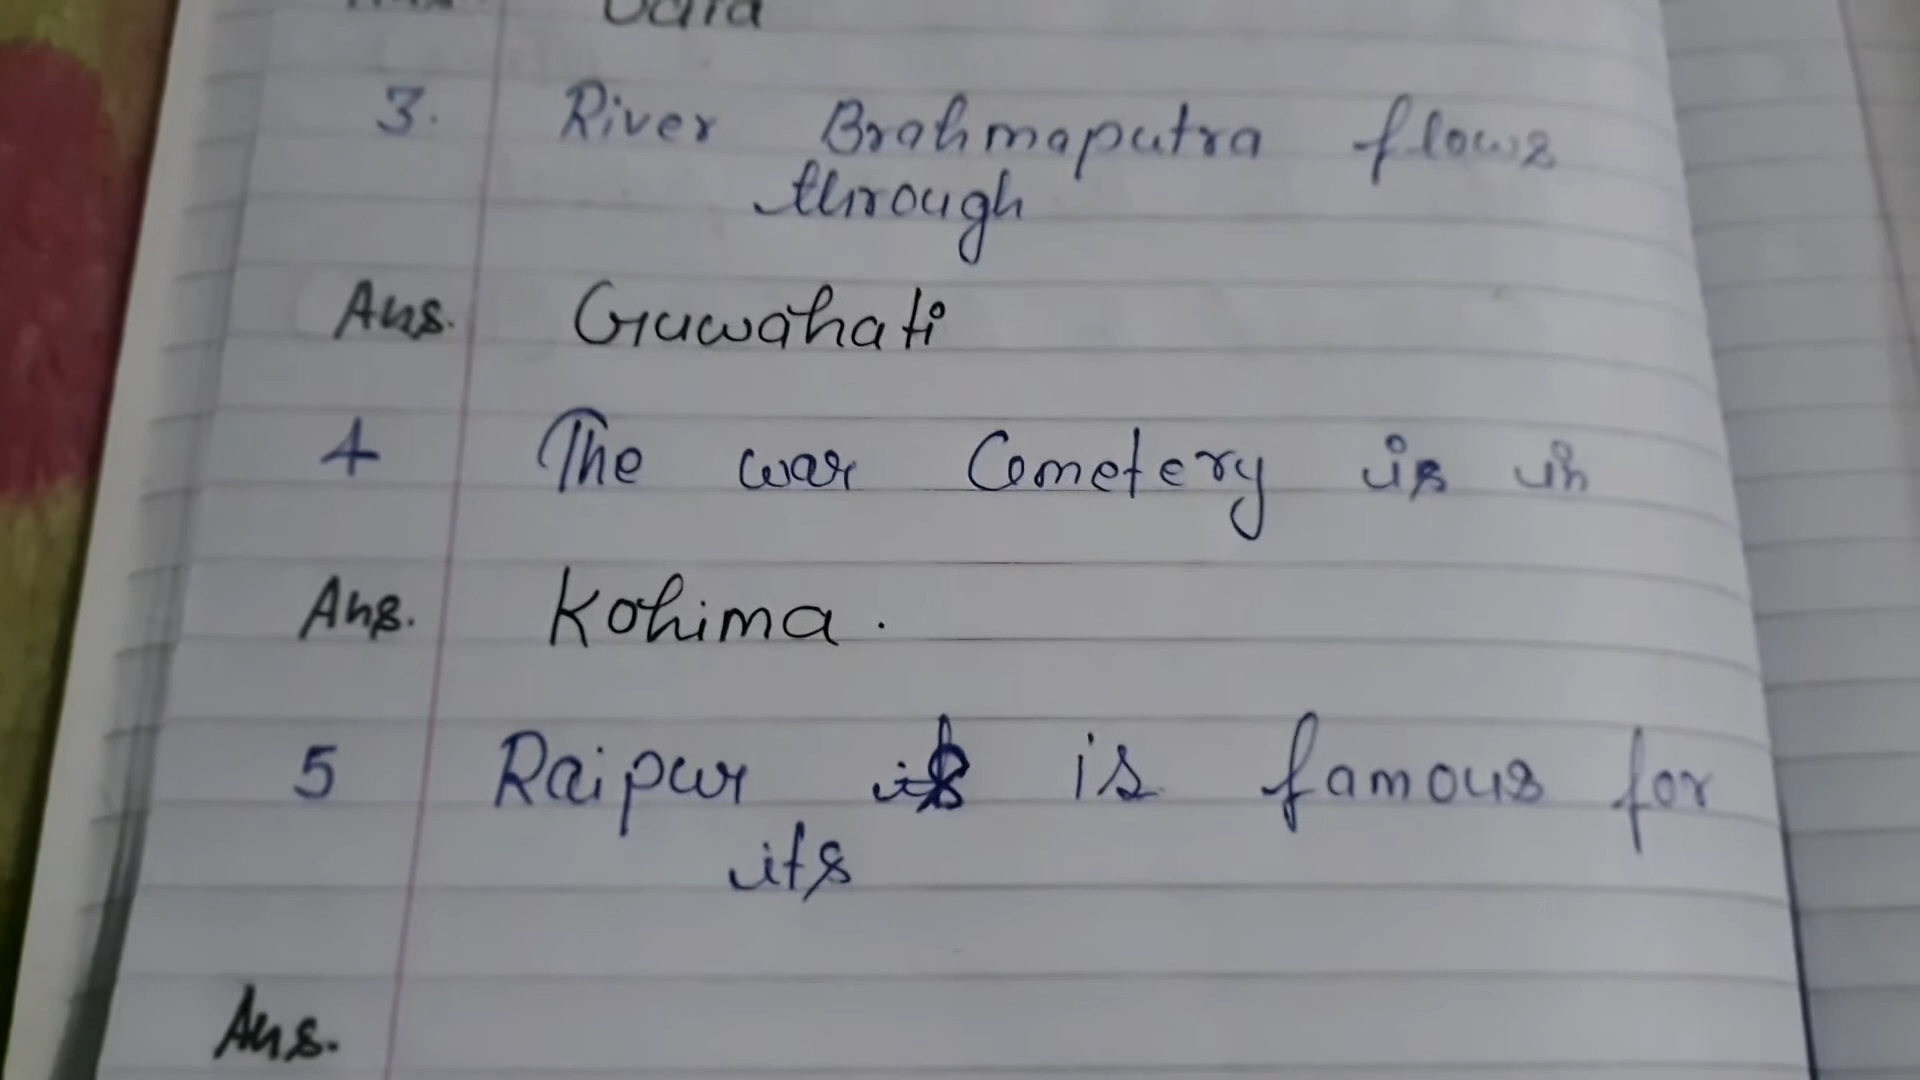 3. River Brahmaputra flows
through
Ans. Guwahati
4 The war Cemetery is in
Ans. Kohima.
5 Raipur is is famous for
its
Ans.